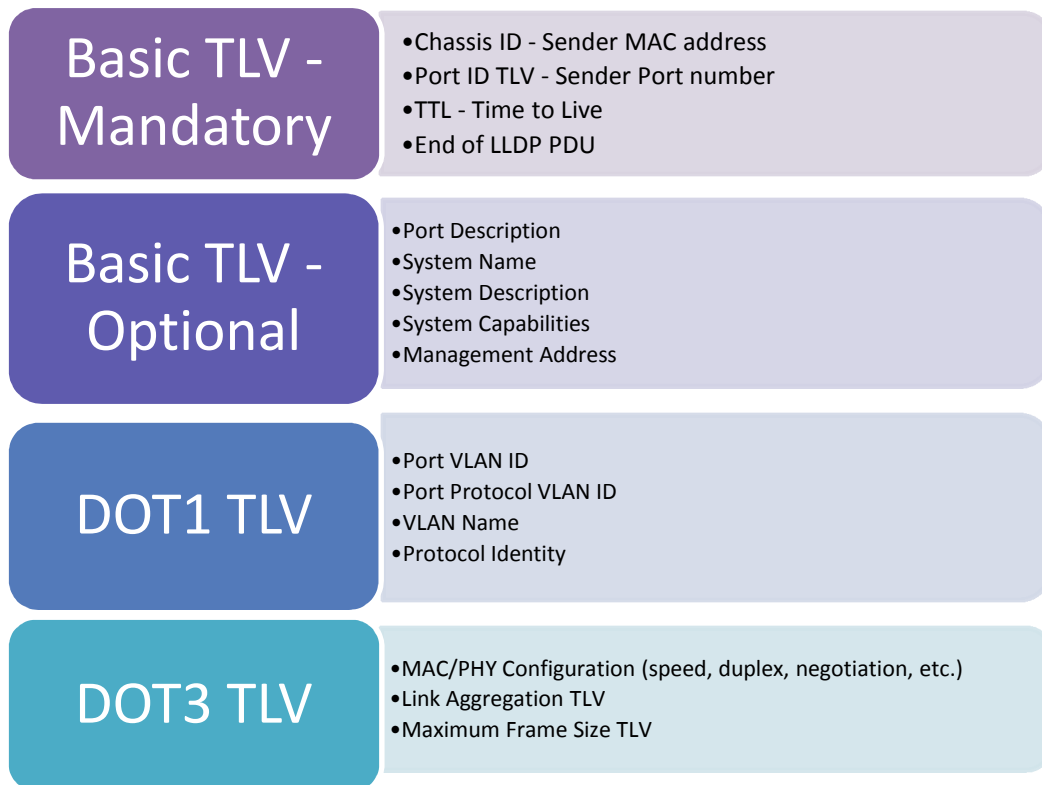 Basic TLV -
Mandatory
•Chassis ID - Sender MAC address
•Port ID TLV - Sender Port number
•TTL - Time to Live
•End of LLDP PDU
Basic TLV -
Optional
•Port Description
•System Name
•System Description
•System Capabilities
•Management Address
DOT1 TLV
•Port VLAN ID
•Port Protocol VLAN ID
•VLAN Name
•Protocol Identity
DOT3 TLV
•MAC/PHY Configuration (speed, duplex, negotiation, etc.)
•Link Aggregation TLV
•Maximum Frame Size TLV